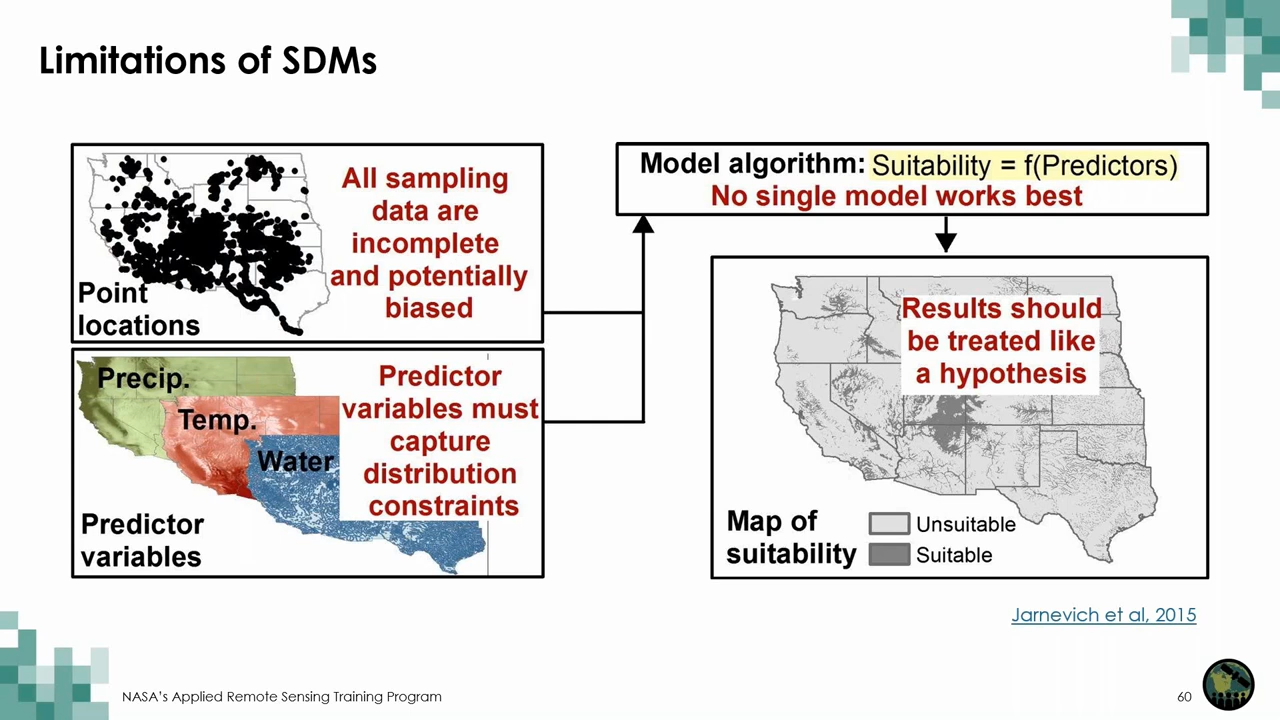 Limitations of SDMs
All sampling
data are
incomplete
and potentially
biased
Point
locations
Precip.
Temp.
Water
Predictor
variables must
capture
distribution
constraints
Predictor
variables
Model algorithm: Suitability = f(Predictors)
No single model works best
Results should
be treated like
a hypothesis
Map of
suitability
Unsuitable
Suitable
Jarnevich et al, 2015
NASA's Applied Remote Sensing Training Program
60